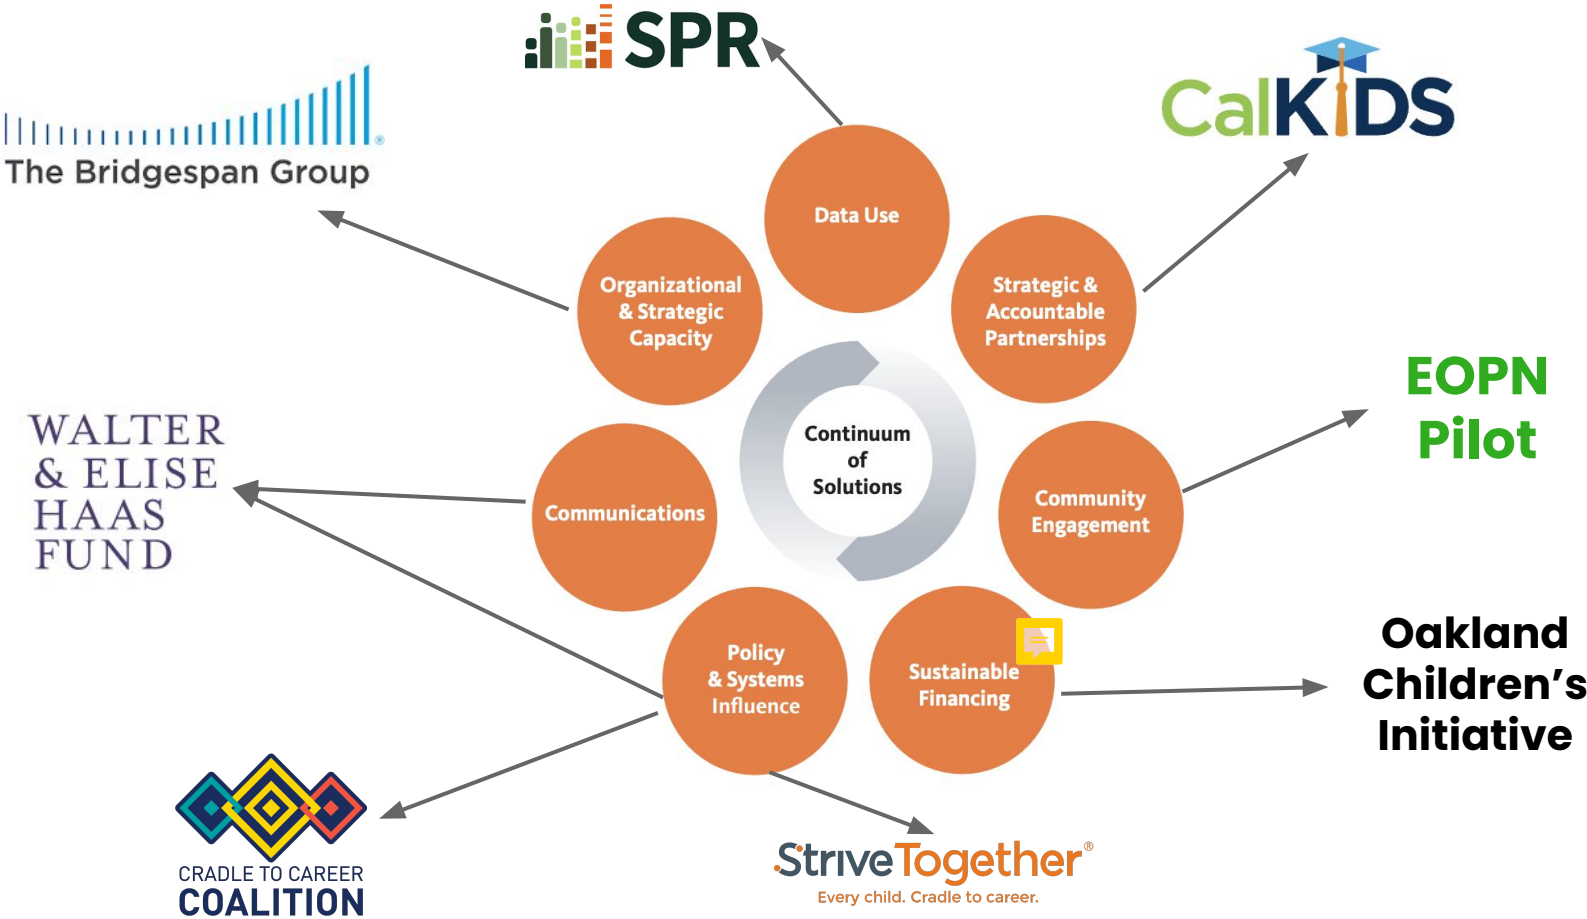 SPR
CalKIDS
The Bridgespan Group
Data Use
Organizational
& Strategic
Capacity
Strategic &
Accountable
Partnerships
EOPN
Pilot
WALTER
& ELISE
HAAS
FUND
Continuum
of
Solutions
Communications
Community
Engagement
Policy
& Systems
Influence
Sustainable
Financing
Oakland
Children’s
Initiative
CRADLE TO CAREER
COALITION
StriveTogether®
Every child. Cradle to career.